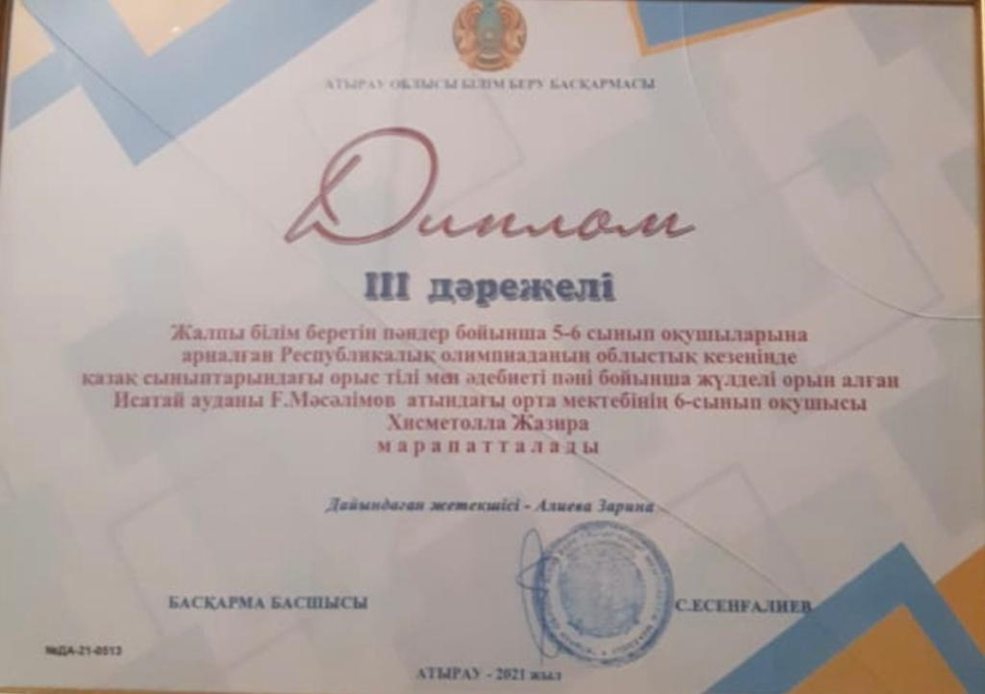 АТЫРАУ ОБЛЫСЫ БІЛІМ БЕРУ БАСҚАРМАСЫ
Диплом
III дәрежелі
Жалпы білім беретін пәндер бойынша 5-6 сынып оқушыларына
арналған Республикалық олимпиаданың облыстық кезеңінде
қазақ сыныптарындағы орыс тілі мен әдебиеті пәні бойынша жүлделі орын алған
Исатай ауданы Ғ.Мәсәлімов атындағы орта мектебінің 6-сынып оқушысы
Хисметолла Жазира
марапатталады
Дайындаған жетекшісі - Алиева Зарина
БАСҚАРМА БАСШЫСЫ
С.ЕСЕНҒАЛИЕВ
№ДА-21-0513
АТЫРАУ - 2021 жыл